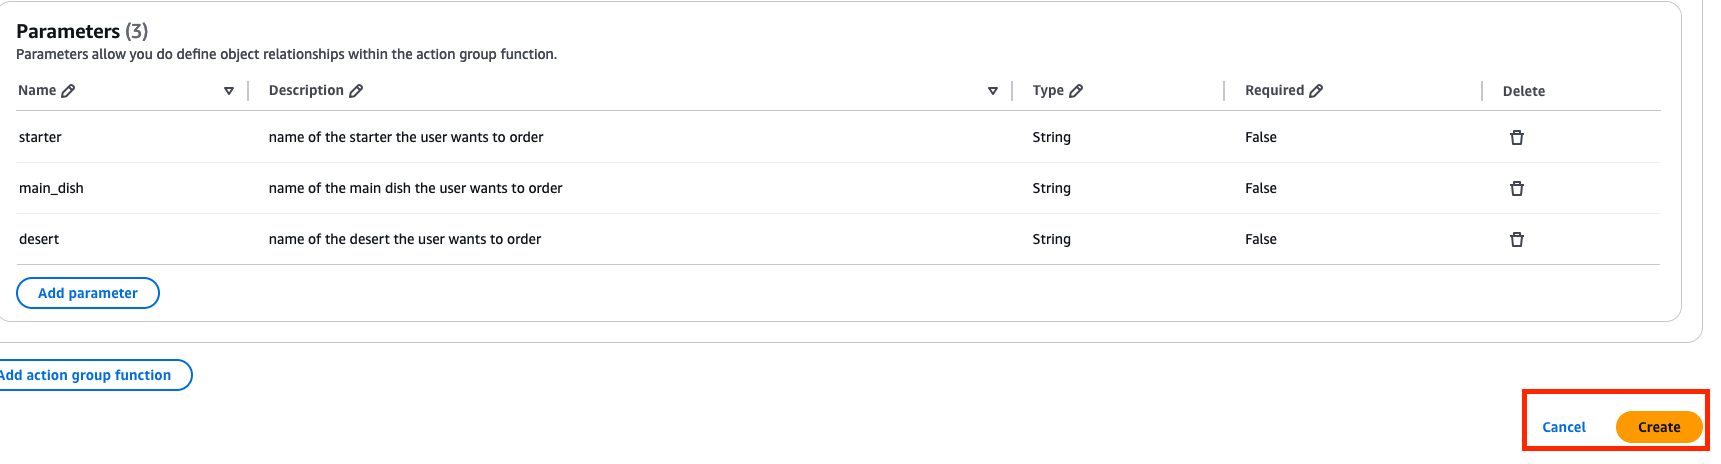 Parameters (3)
Parameters allow you do define object relationships within the action group function.
Name Description Type Required Delete
starter name of the starter the user wants to order String False
main_dish name of the main dish the user wants to order String False
desert name of the desert the user wants to order String False
Add parameter
Add action group function
Cancel Create